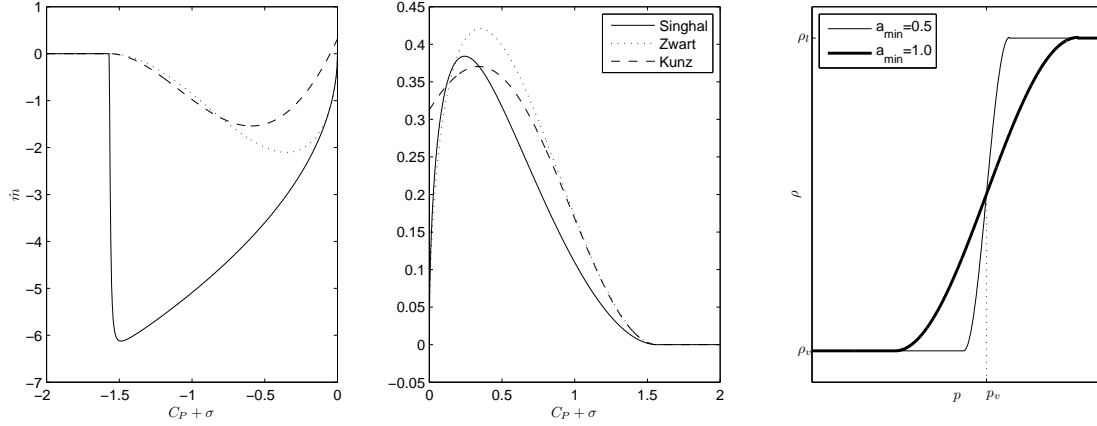 1
0
−1
−2
−3
−4
−5
−6
−7
ṁ
−2 −1.5 −1 −0.5 0
C_P + σ
0.45
0.4
0.35
0.3
0.25
0.2
0.15
0.1
0.05
0
−0.05
Singhal
Zwart
Kunz
0 0.5 1 1.5 2
C_P + σ
a_min=0.5
a_min=1.0
ρ_l
ρ
ρ_v
p p_v